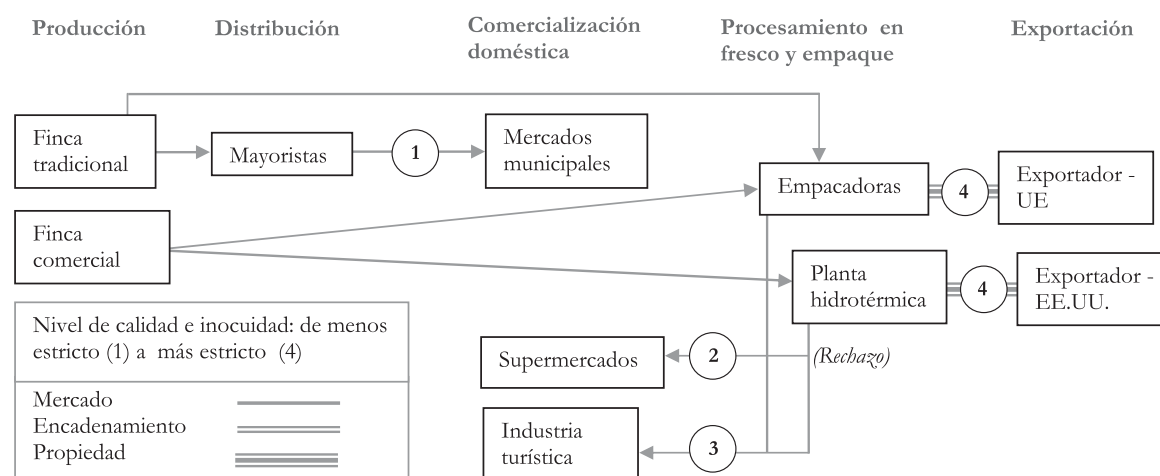 Producción
Distribución
Comercialización
doméstica
Procesamiento en
fresco y empaque
Exportación
Finca
tradicional
Mayoristas
1
Mercados
municipales
Empacadoras
4
Exportador -
UE
Finca
comercial
Planta
hidrotérmica
4
Exportador -
EE.UU.
Nivel de calidad e inocuidad: de menos
estricto (1) a más estricto (4)
Supermercados
2
(Rechazo)
Mercado
Encadenamiento
Propiedad
Industria
turística
3